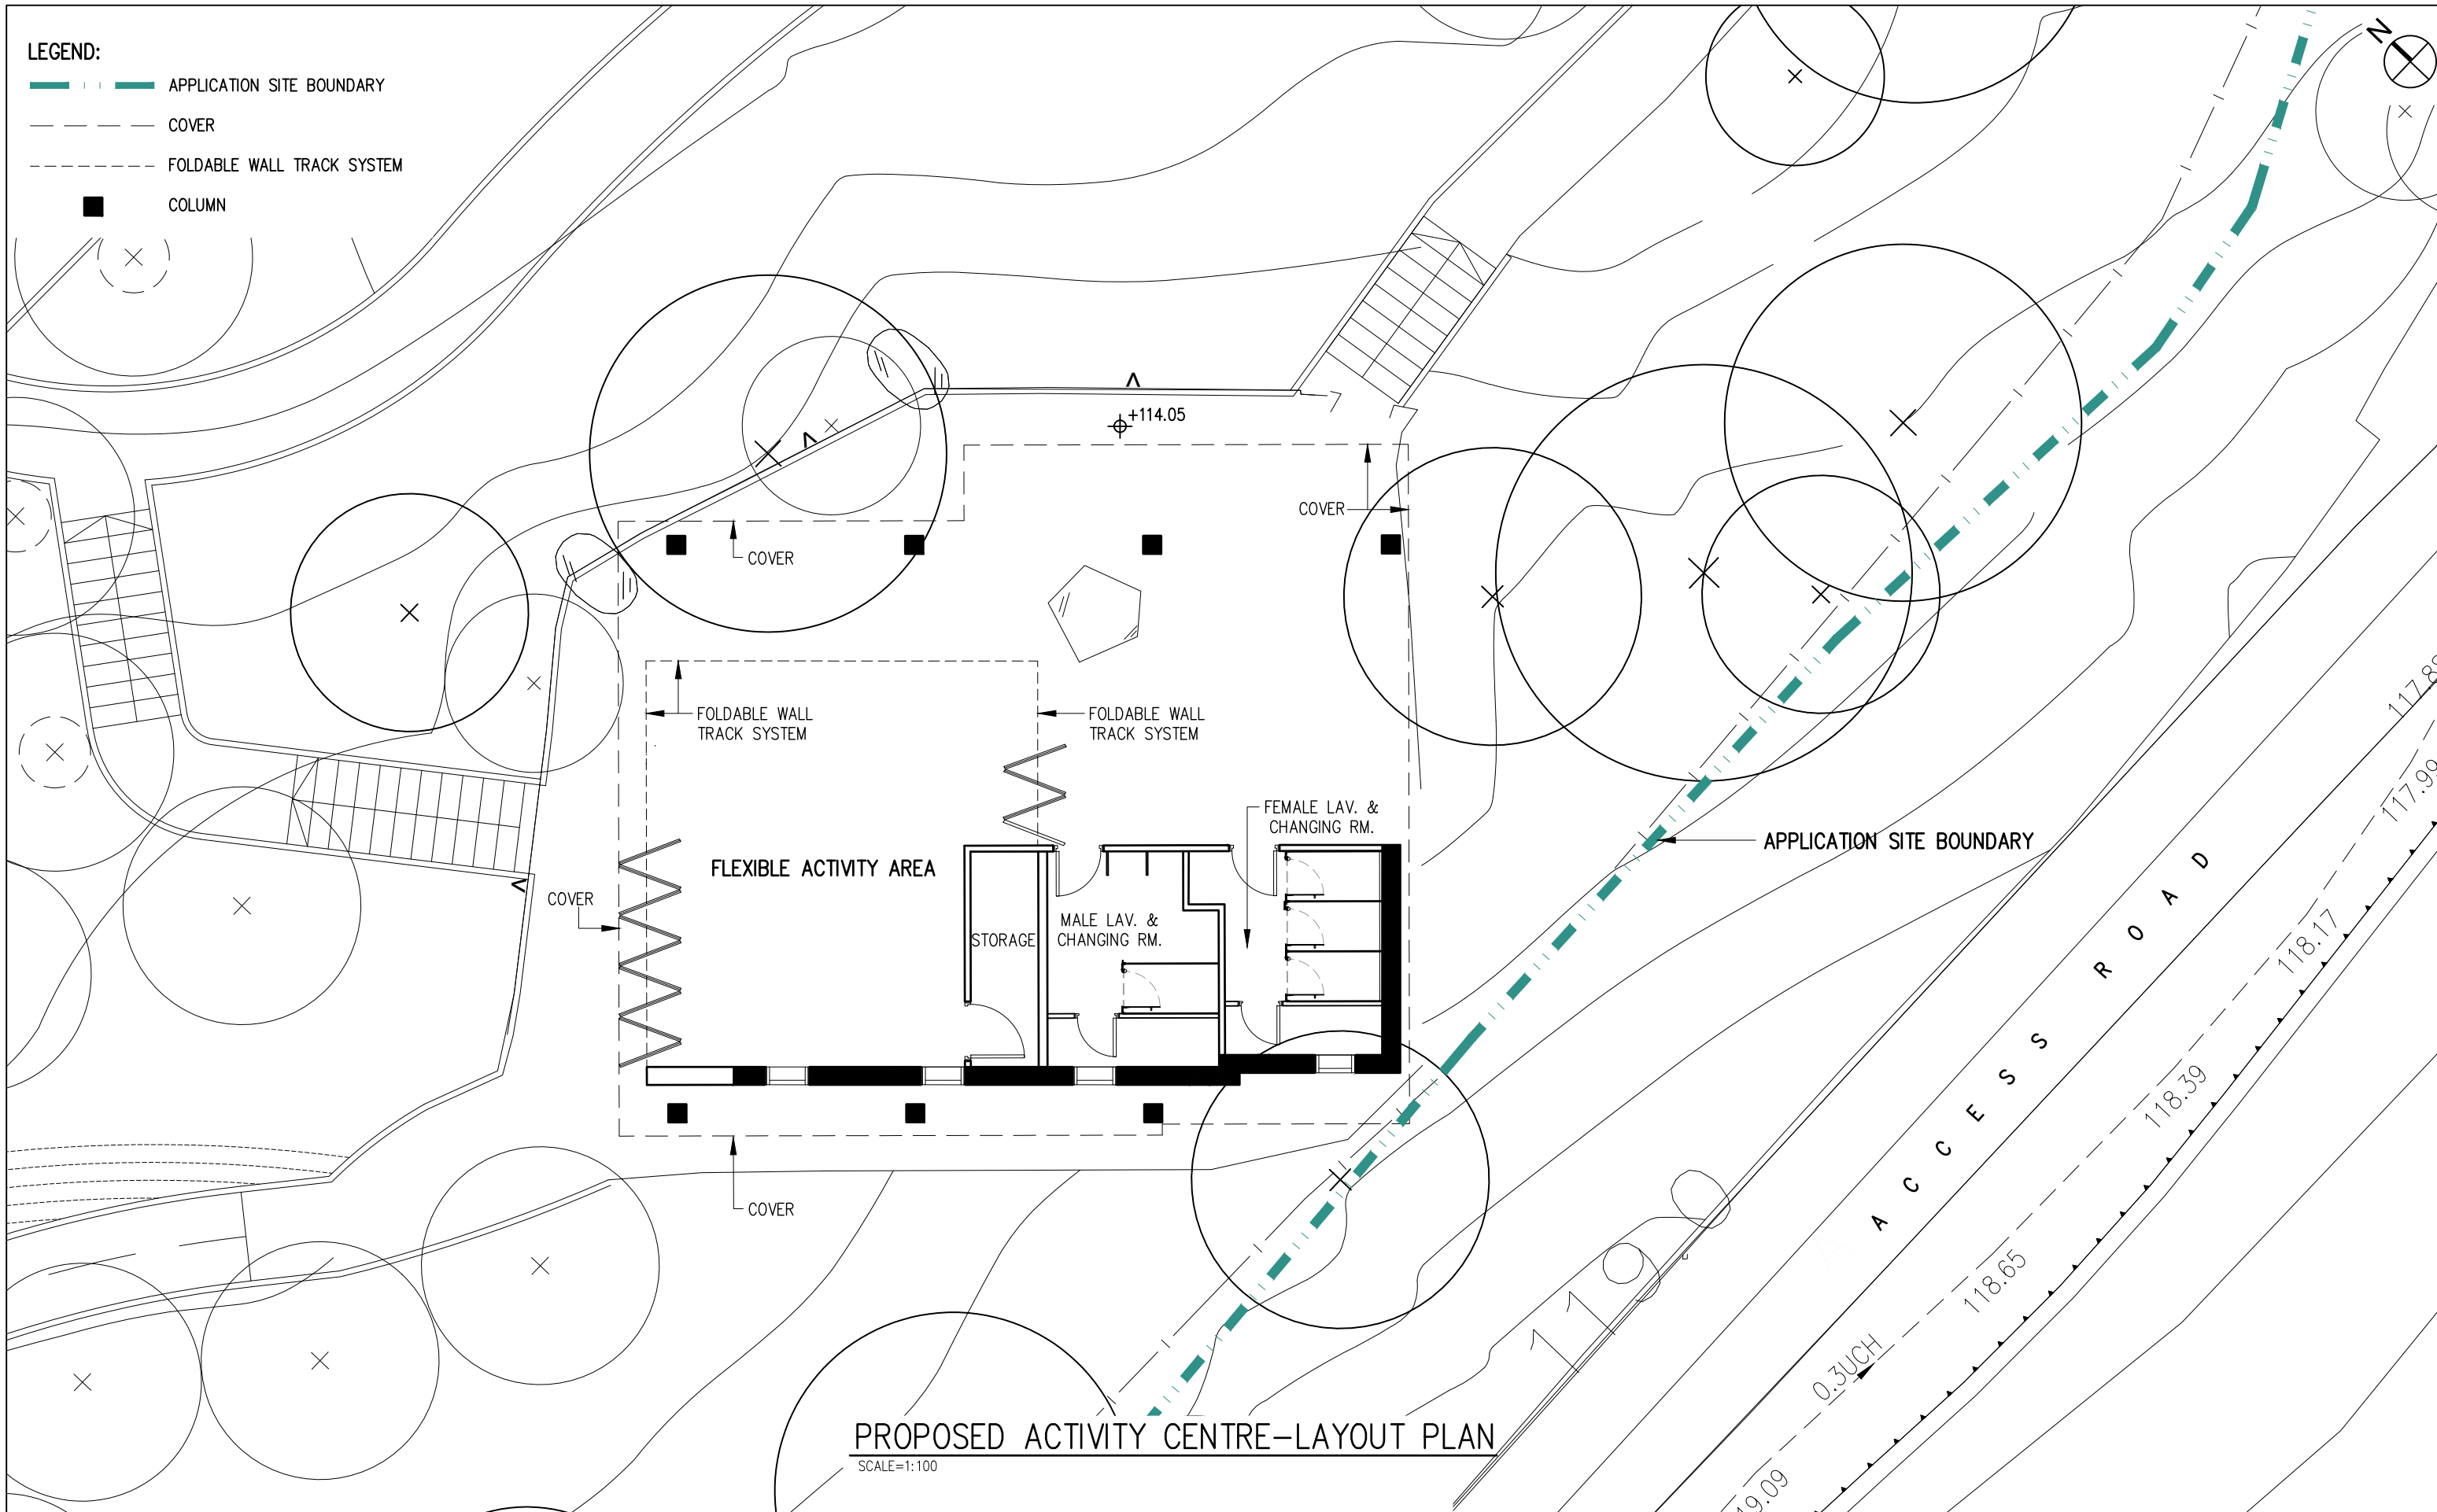 LEGEND:
APPLICATION SITE BOUNDARY
COVER
FOLDABLE WALL TRACK SYSTEM
COLUMN
N
+114.05
COVER
COVER
FOLDABLE WALL
TRACK SYSTEM
FOLDABLE WALL
TRACK SYSTEM
FEMALE LAV. &
CHANGING RM.
APPLICATION SITE BOUNDARY
FLEXIBLE ACTIVITY AREA
COVER
MALE LAV. &
CHANGING RM.
STORAGE
COVER
ACCESS ROAD
117.99
118.17
118.39
118.65
0.3UCH
PROPOSED ACTIVITY CENTRE-LAYOUT PLAN
SCALE=1:100